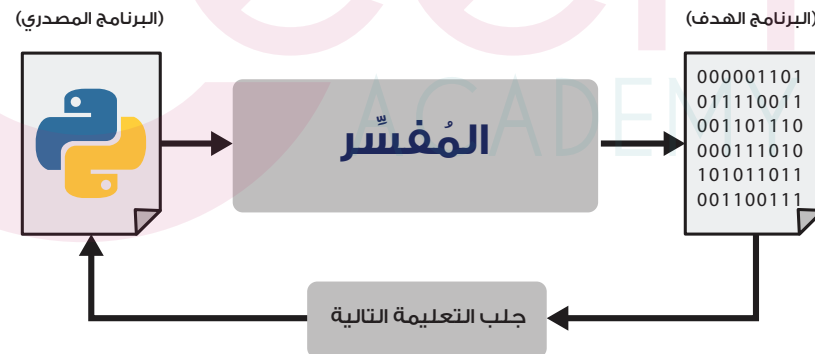 (البرنامج المصدري)
(البرنامج الهدف)
المُفسِّر
000001101
011110011
001101110
000111010
101011011
001100111
جلب التعليمة التالية
ACADEMY